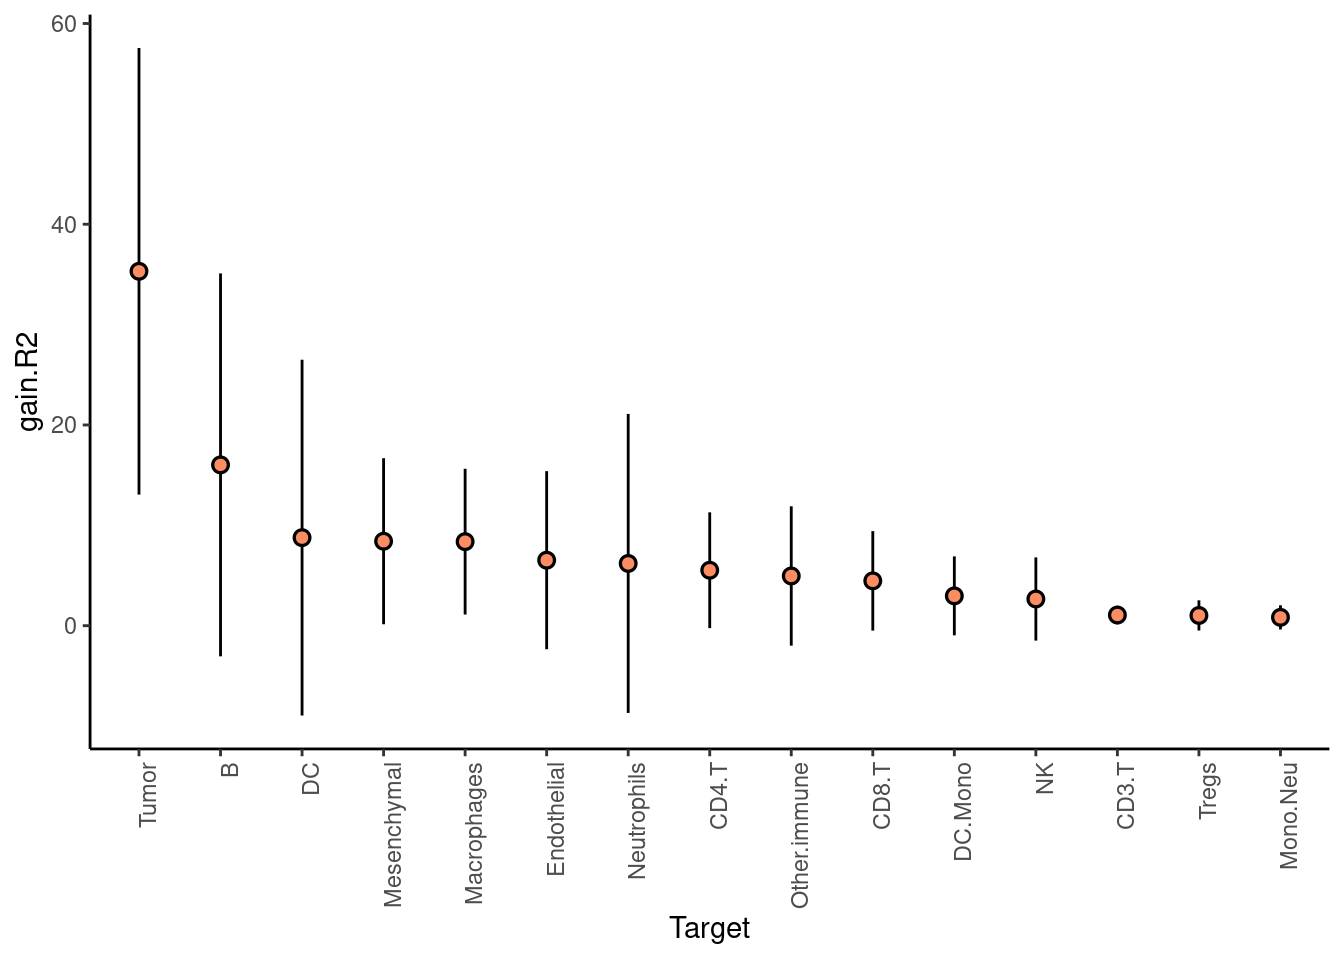 60
40
20
0
gain.R2
Tumor
B
DC
Mesenchymal
Macrophages
Endothelial
Neutrophils
CD4.T
Other.immune
CD8.T
DC.Mono
NK
CD3.T
Tregs
Mono.Neu
Target